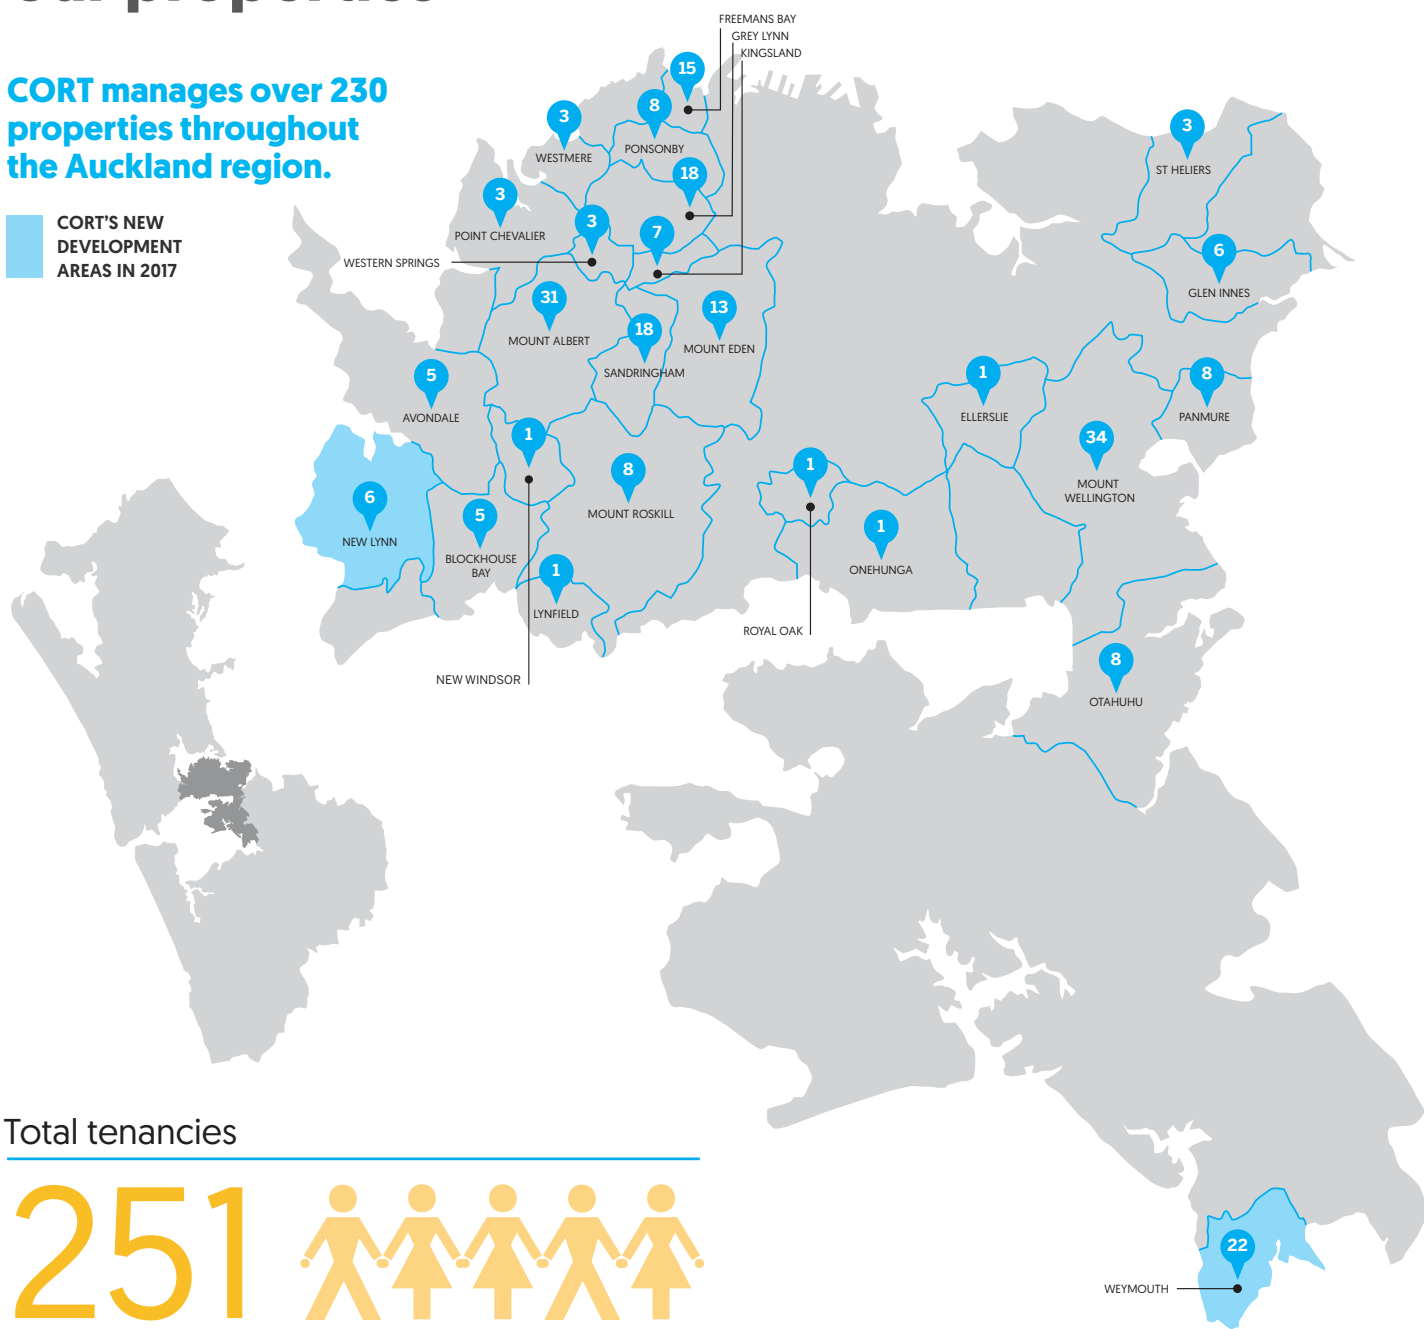 CORT manages over 230
properties throughout
the Auckland region.
CORT'S NEW
DEVELOPMENT
AREAS IN 2017
FREEMANS BAY
GREY LYNN
KINGSLAND
15
8
PONSONBY
3
WESTMERE
18
3
POINT CHEVALIER
3
7
WESTERN SPRINGS
31
MOUNT ALBERT
18
SANDRINGHAM
13
MOUNT EDEN
3
ST HELIERS
6
GLEN INNES
5
AVONDALE
1
ELLERSLIE
8
PANMURE
34
MOUNT
WELLINGTON
1
8
MOUNT ROSKILL
6
NEW LYNN
5
BLOCKHOUSE
BAY
1
1
ONEHUNGA
1
LYNFIELD
ROYAL OAK
NEW WINDSOR
8
OTAHUHU
Total tenancies
251
22
WEYMOUTH